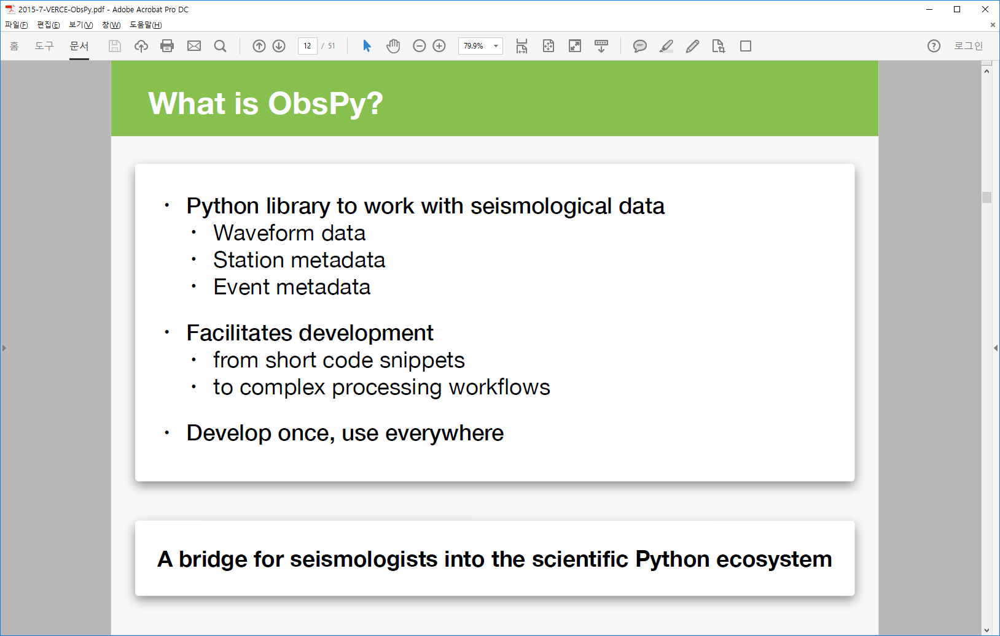 2015-7-VERCE-ObsPy.pdf - Adobe Acrobat Pro DC
파일(F) 편집(E) 보기(V) 창(W) 도움말(H)
홈 도구 문서 12 / 51 79.9% 로그인
What is ObsPy?
• Python library to work with seismological data
• Waveform data
• Station metadata
• Event metadata
• Facilitates development
• from short code snippets
• to complex processing workflows
• Develop once, use everywhere
A bridge for seismologists into the scientific Python ecosystem